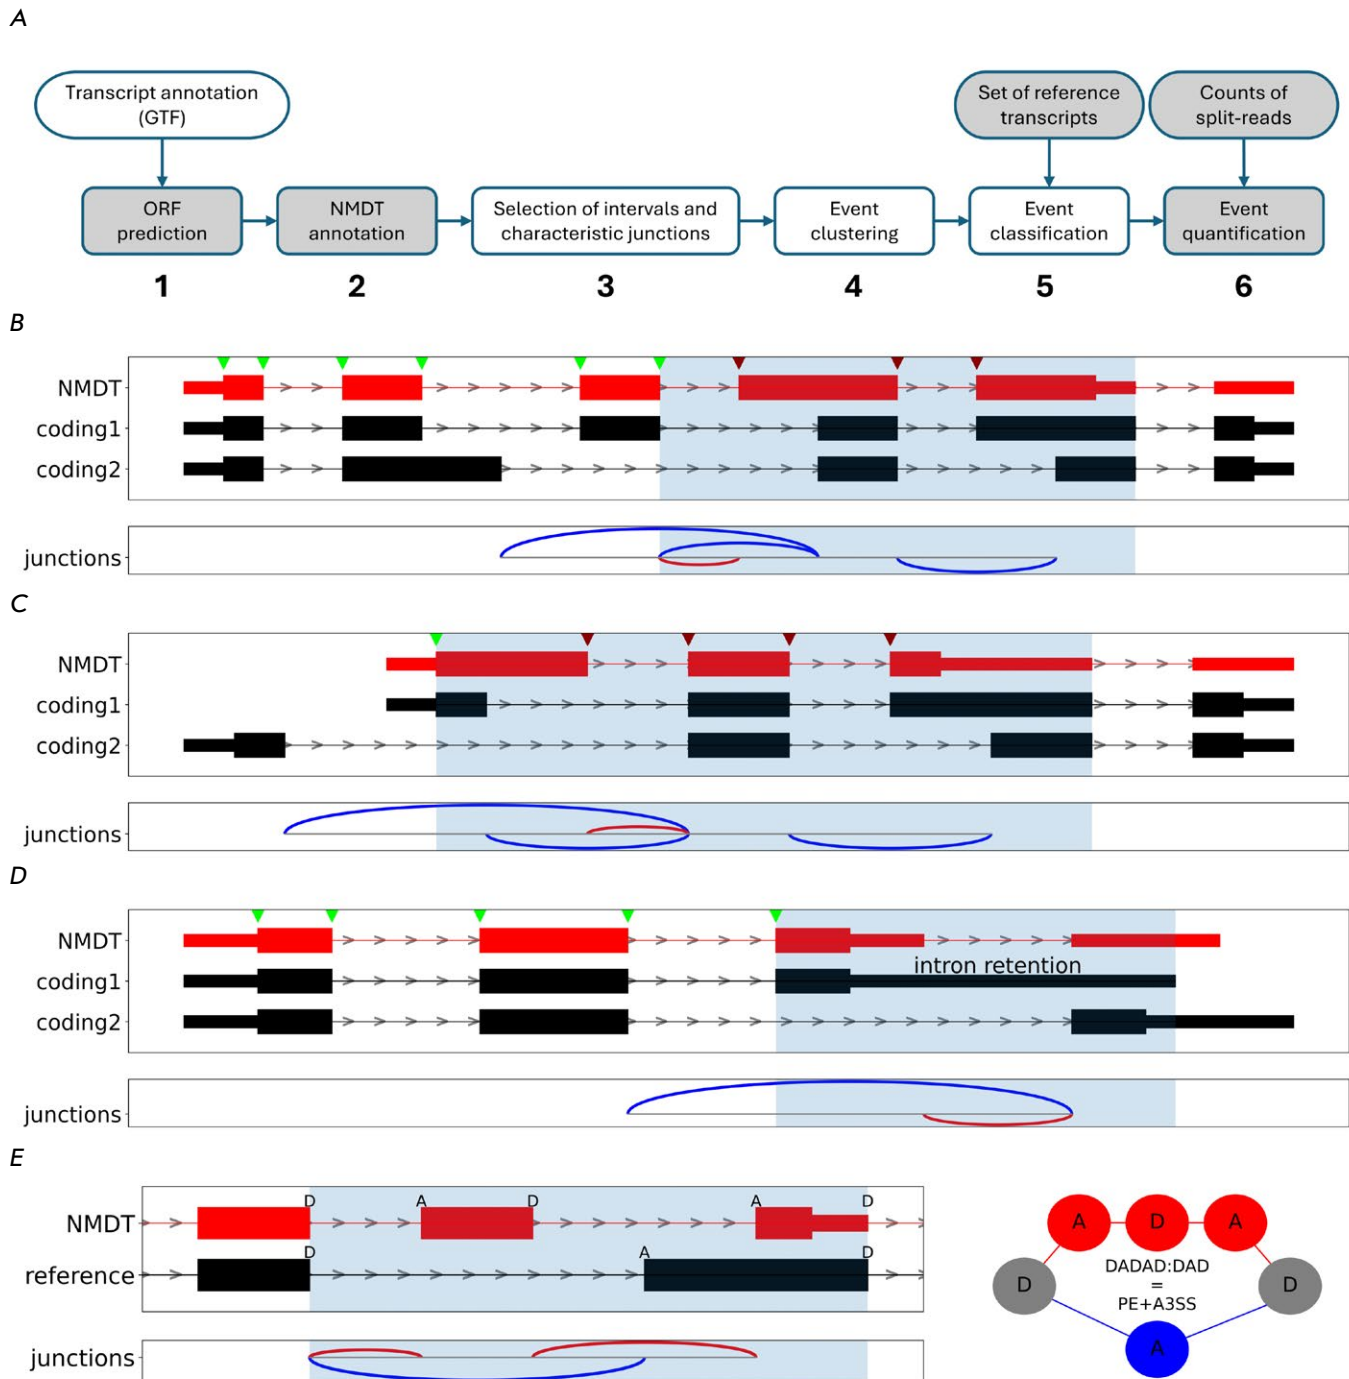 A
Transcript annotation
(GTF)
Set of reference
transcripts
Counts of
split-reads
ORF
prediction
NMDT
annotation
Selection of intervals and
characteristic junctions
Event
clustering
Event
classification
Event
quantification
1
2
3
4
5
6
B
NMDT
coding1
coding2
junctions
C
NMDT
coding1
coding2
junctions
D
NMDT
intron retention
coding1
coding2
junctions
E
D A D A D
NMDT
D A D
reference
junctions
A D A
D D
DADAD:DAD
=
PE+A3SS
A